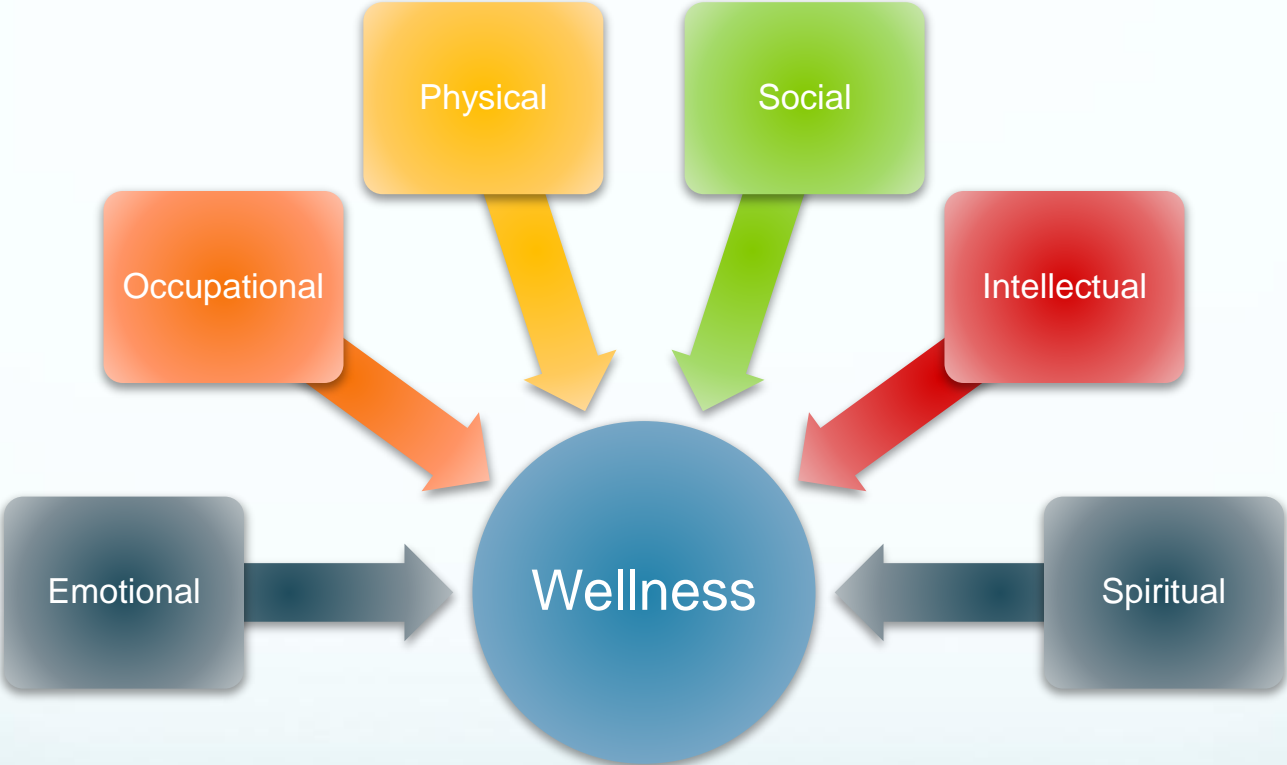 Physical
Social
Occupational
Intellectual
Emotional
Wellness
Spiritual